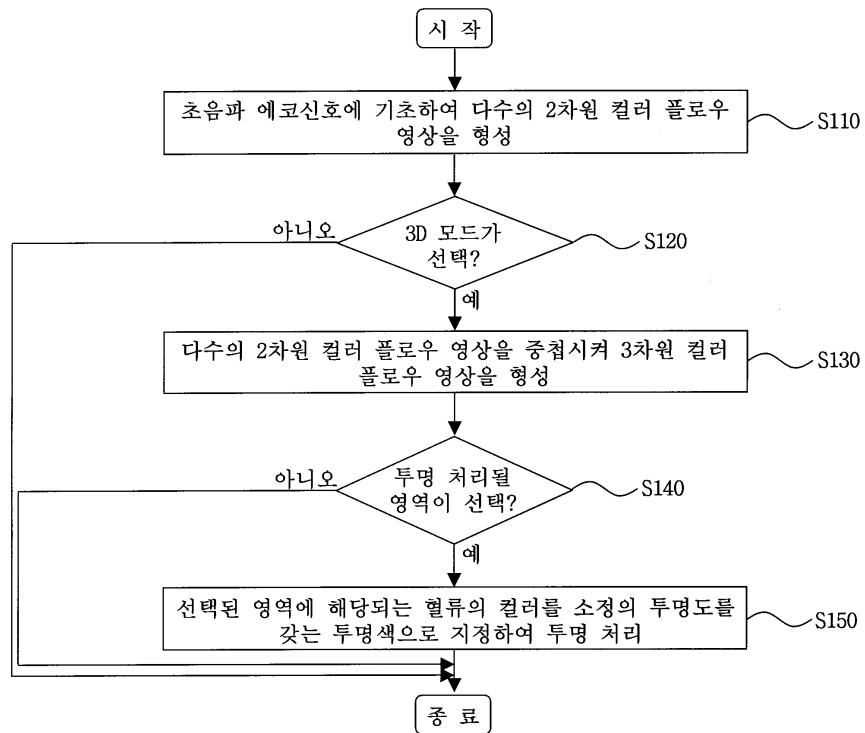 시 작
초음파 에코신호에 기초하여 다수의 2차원 컬러 플로우
영상을 형성
S110
아니오
3D 모드가
선택?
S120
예
다수의 2차원 컬러 플로우 영상을 중첩시켜 3차원 컬러
플로우 영상을 형성
S130
아니오
투명 처리될
영역이 선택?
S140
예
선택된 영역에 해당되는 혈류의 컬러를 소정의 투명도를
갖는 투명색으로 지정하여 투명 처리
S150
종 료